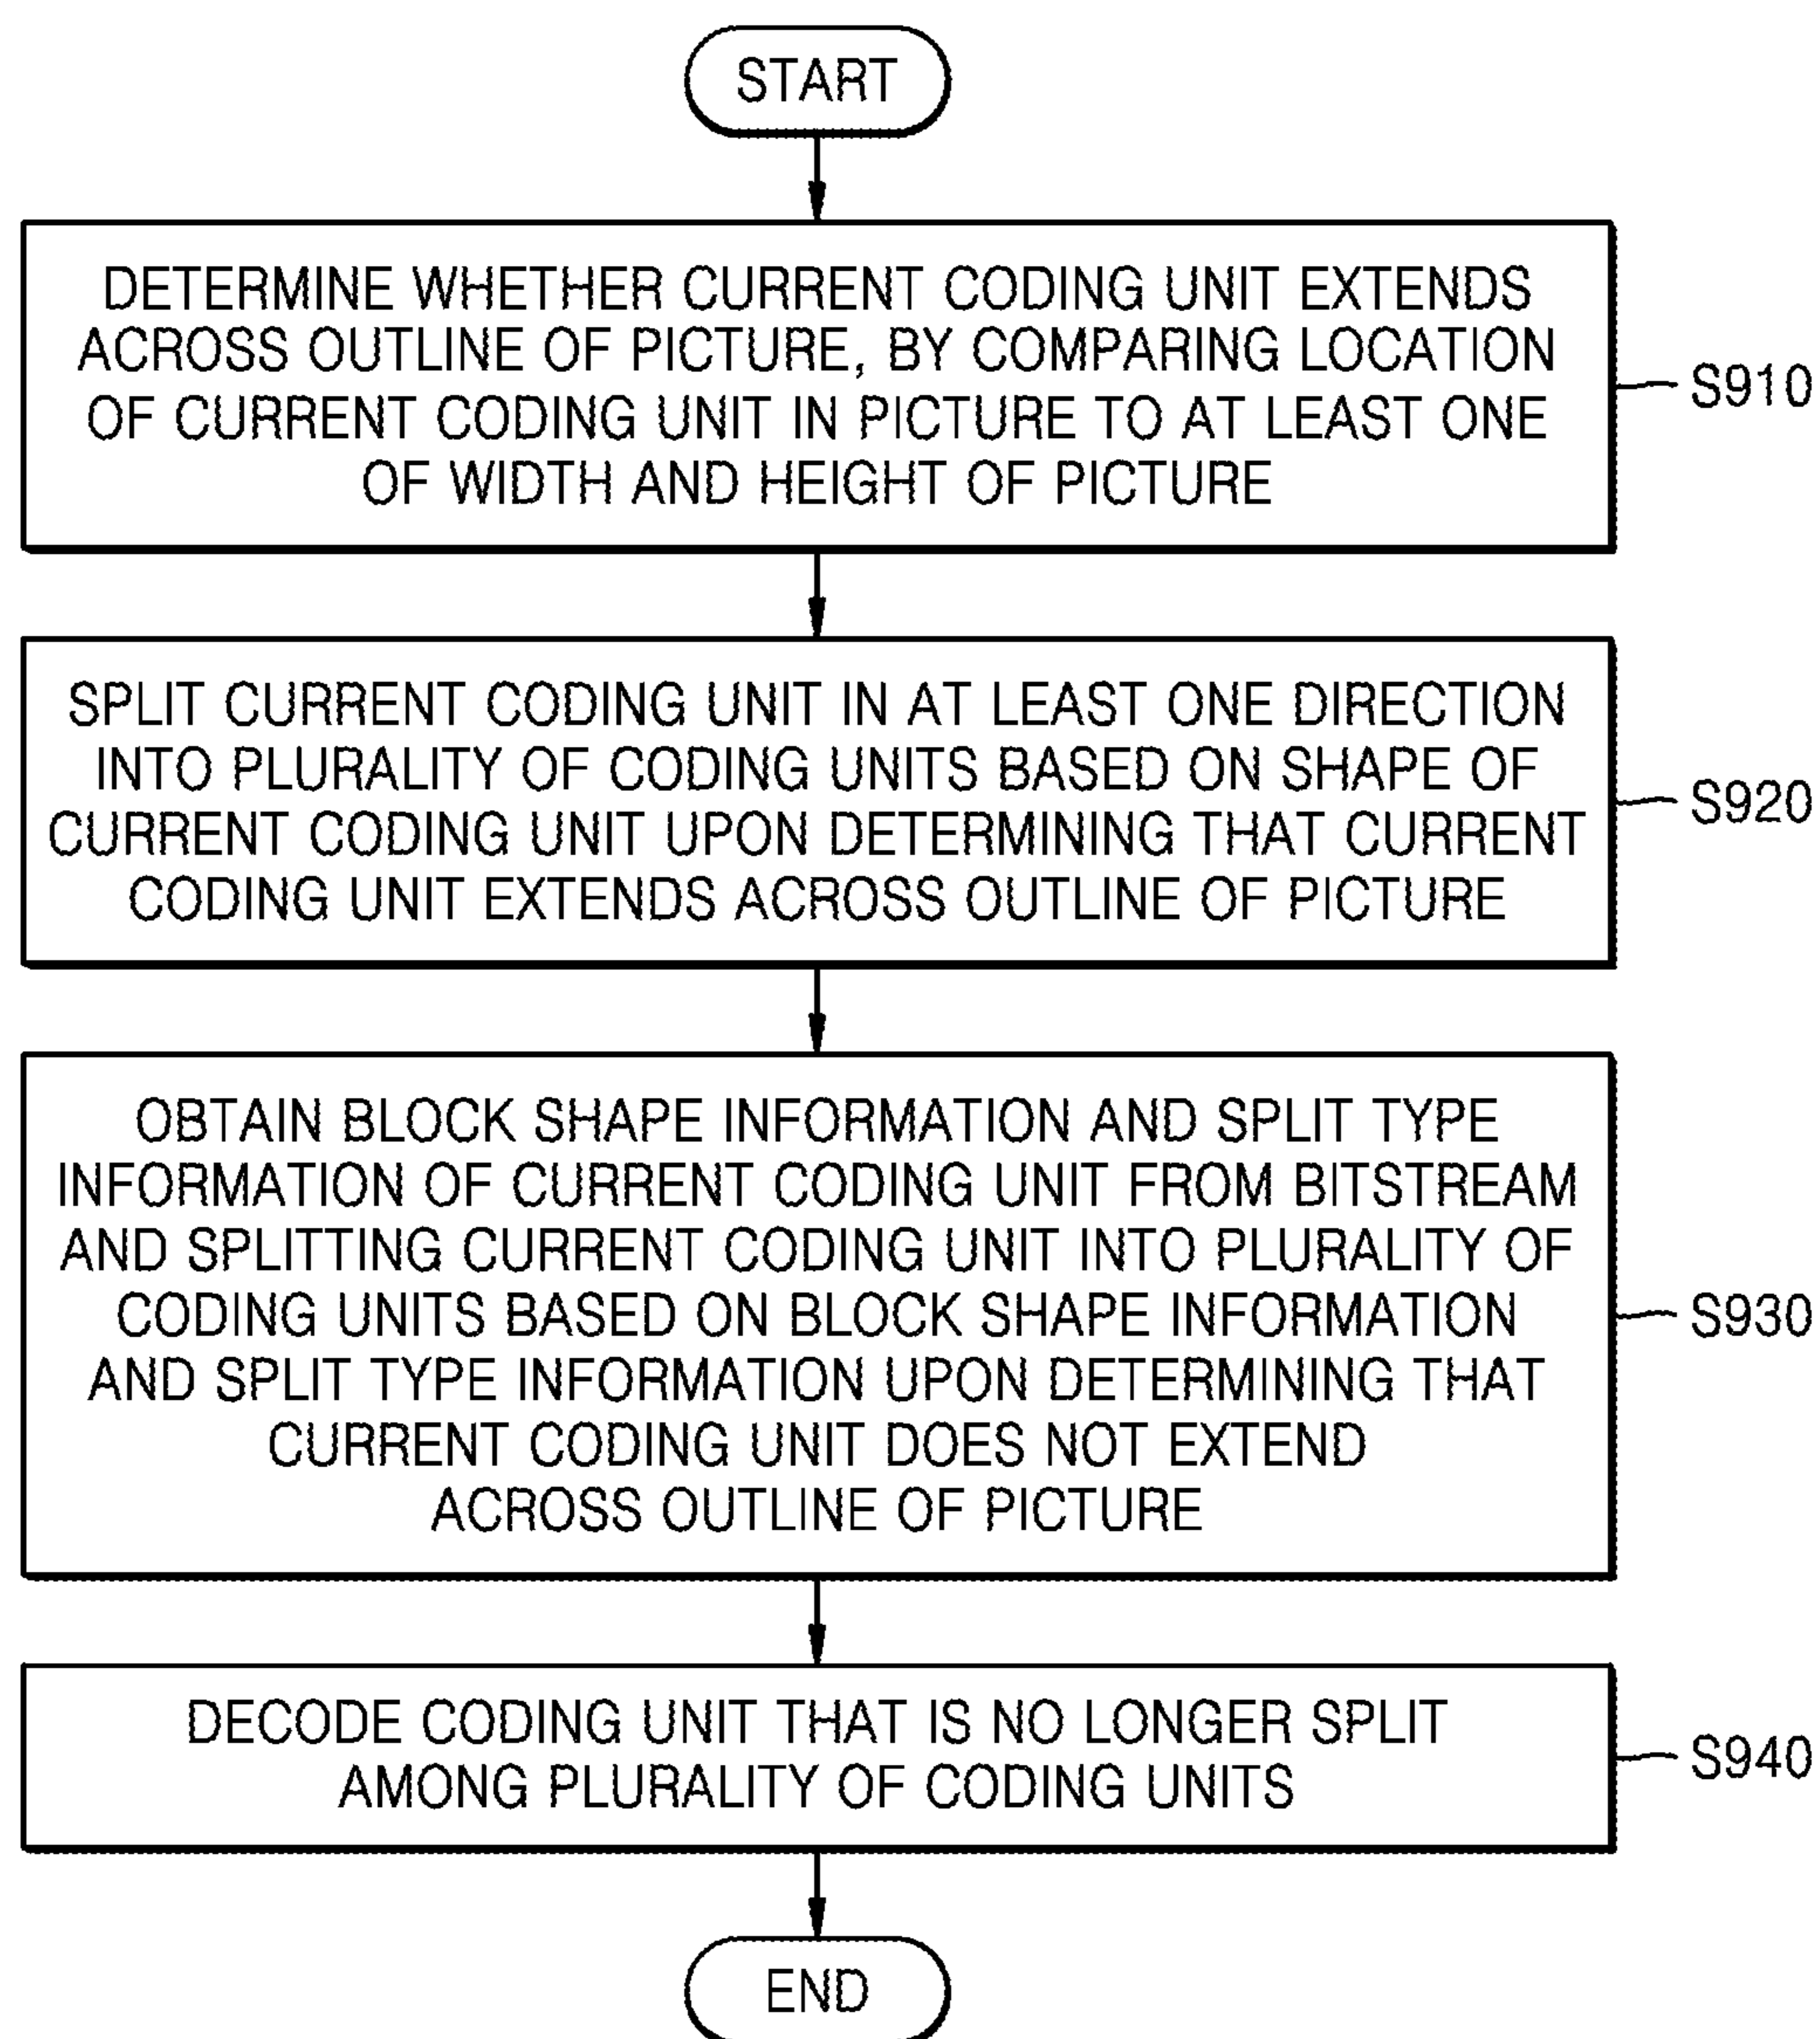 START
DETERMINE WHETHER CURRENT CODING UNIT EXTENDS
ACROSS OUTLINE OF PICTURE, BY COMPARING LOCATION
OF CURRENT CODING UNIT IN PICTURE TO AT LEAST ONE
OF WIDTH AND HEIGHT OF PICTURE
S910
SPLIT CURRENT CODING UNIT IN AT LEAST ONE DIRECTION
INTO PLURALITY OF CODING UNITS BASED ON SHAPE OF
CURRENT CODING UNIT UPON DETERMINING THAT CURRENT
CODING UNIT EXTENDS ACROSS OUTLINE OF PICTURE
S920
OBTAIN BLOCK SHAPE INFORMATION AND SPLIT TYPE
INFORMATION OF CURRENT CODING UNIT FROM BITSTREAM
AND SPLITTING CURRENT CODING UNIT INTO PLURALITY OF
CODING UNITS BASED ON BLOCK SHAPE INFORMATION
AND SPLIT TYPE INFORMATION UPON DETERMINING THAT
CURRENT CODING UNIT DOES NOT EXTEND
ACROSS OUTLINE OF PICTURE
S930
DECODE CODING UNIT THAT IS NO LONGER SPLIT
AMONG PLURALITY OF CODING UNITS
S940
END